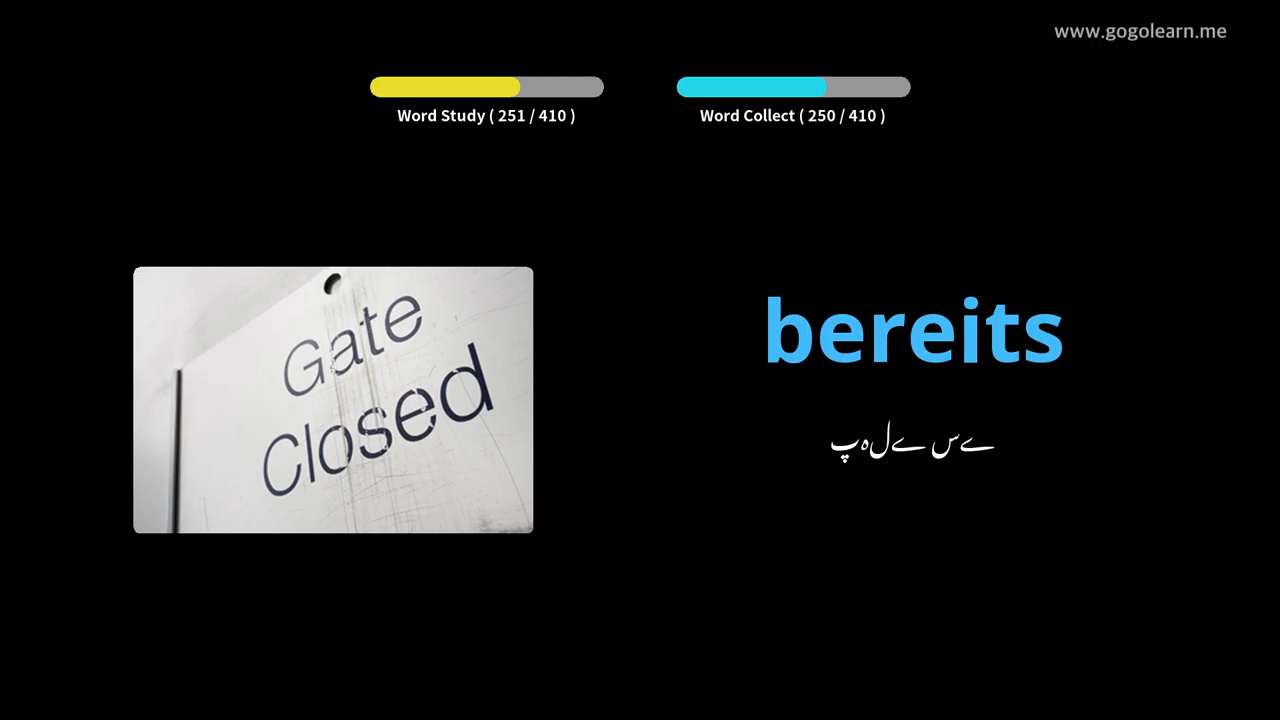 www.gogolearn.me
Word Study ( 251 / 410 )
Word Collect ( 250 / 410 )
Gate
Closed
bereits
پہلے سے